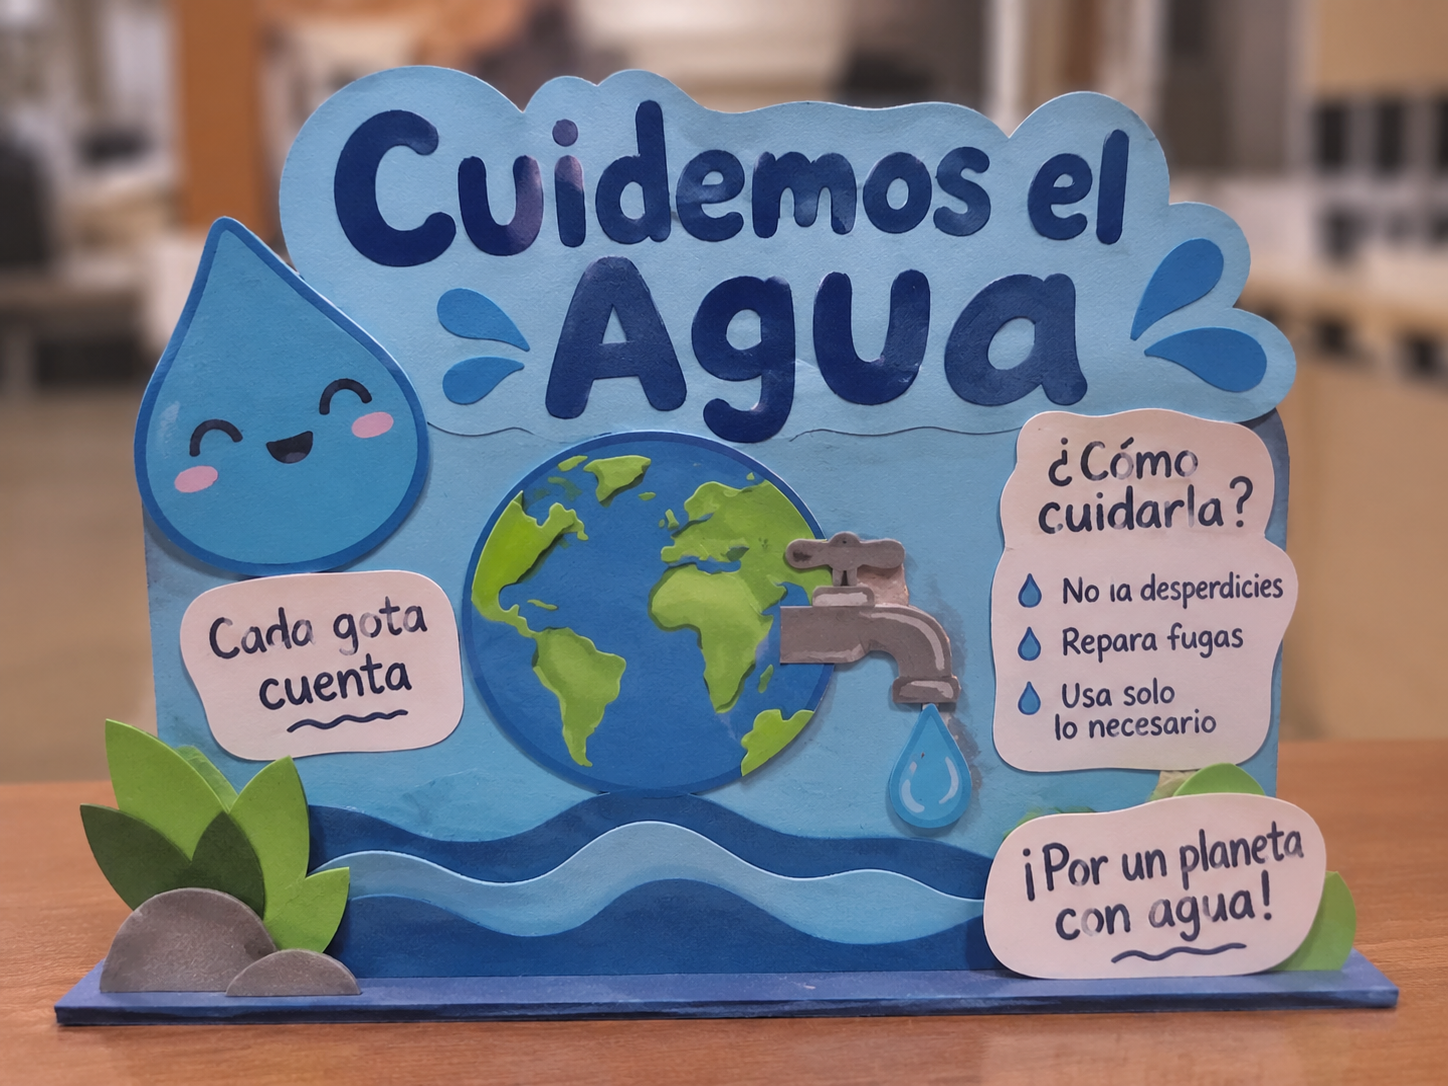 Cuidemos el
Agua
Cada gota
cuenta
¿Cómo
cuidarla?
No la desperdicies
Repara fugas
Usa solo
lo necesario
¡Por un planeta
con agua!